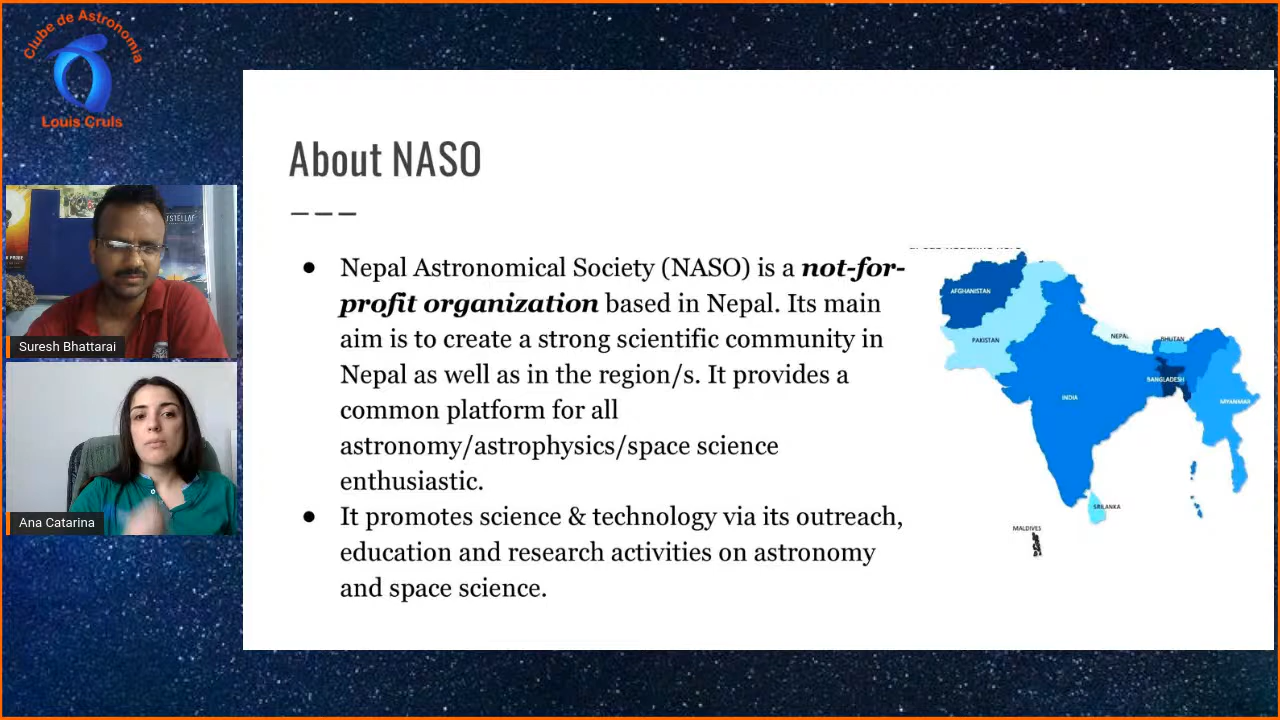 Clube de Astronomia
Louis Cruls
About NASO
● Nepal Astronomical Society (NASO) is a not-for-
profit organization based in Nepal. Its main
aim is to create a strong scientific community in
Nepal as well as in the region/s. It provides a
common platform for all
astronomy/astrophysics/space science
enthusiastic.
● It promotes science & technology via its outreach,
education and research activities on astronomy
and space science.
AFGHANISTAN
PAKISTAN
NEPAL
BHUTAN
BANGLADESH
INDIA
MYANMAR
SRILANKA
MALDIVES
Suresh Bhattarai
Ana Catarina